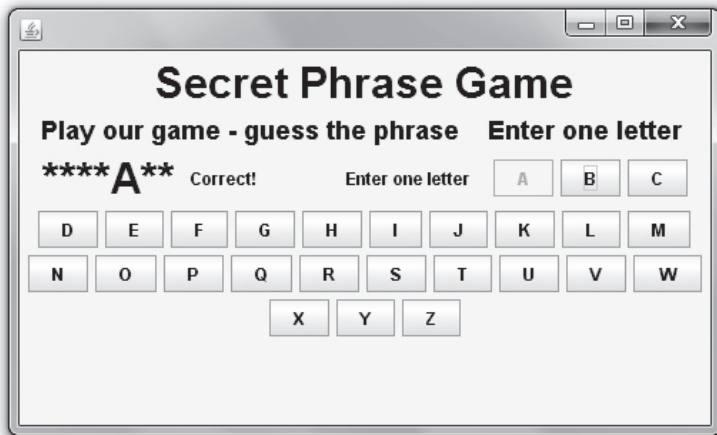 Secret Phrase Game
Play our game - guess the phrase Enter one letter
****A** Correct! Enter one letter A B C
D E F G H I J K L M
N O P Q R S T U V W
X Y Z